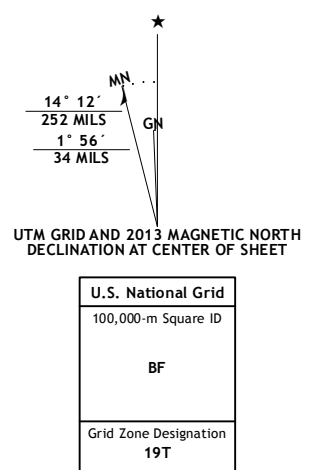 MN
14° 12´
252 MILS
GN
1° 56´
34 MILS
UTM GRID AND 2013 MAGNETIC NORTH
DECLINATION AT CENTER OF SHEET
U.S. National Grid
100,000-m Square ID
BF
Grid Zone Designation
19T